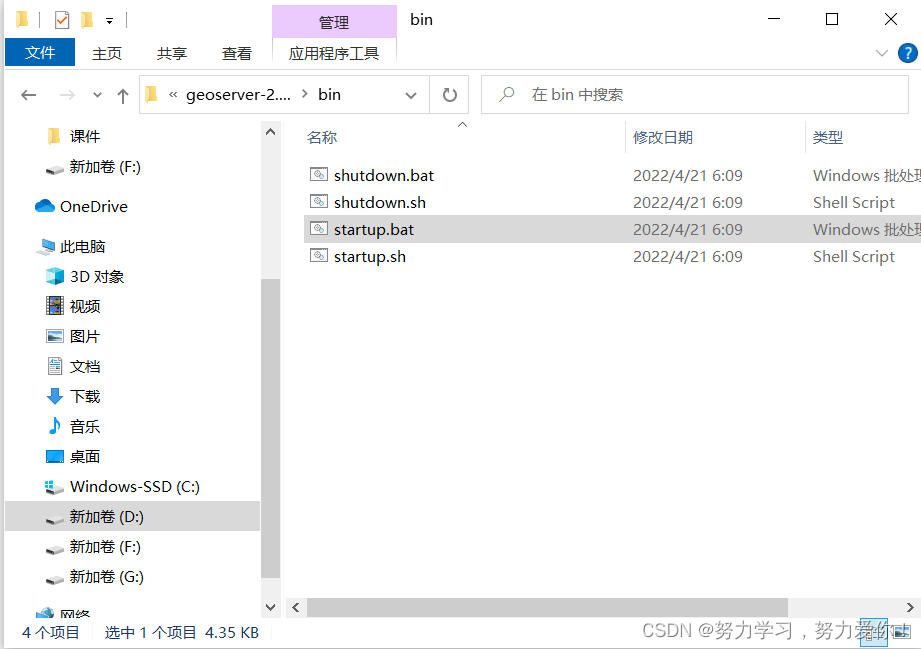 管理
bin
文件
主页
共享
查看
应用程序工具
?
« geoserver-2.... > bin
在 bin 中搜索
课件
新加卷 (F:)
OneDrive
此电脑
3D 对象
视频
图片
文档
下载
音乐
桌面
Windows-SSD (C:)
新加卷 (D:)
新加卷 (F:)
新加卷 (G:)
网络
名称 修改日期 类型
shutdown.bat 2022/4/21 6:09 Windows 批处理
shutdown.sh 2022/4/21 6:09 Shell Script
startup.bat 2022/4/21 6:09 Windows 批处理
startup.sh 2022/4/21 6:09 Shell Script
4 个项目 选中 1 个项目 4.35 KB
CSDN @努力学习，努力爱你！